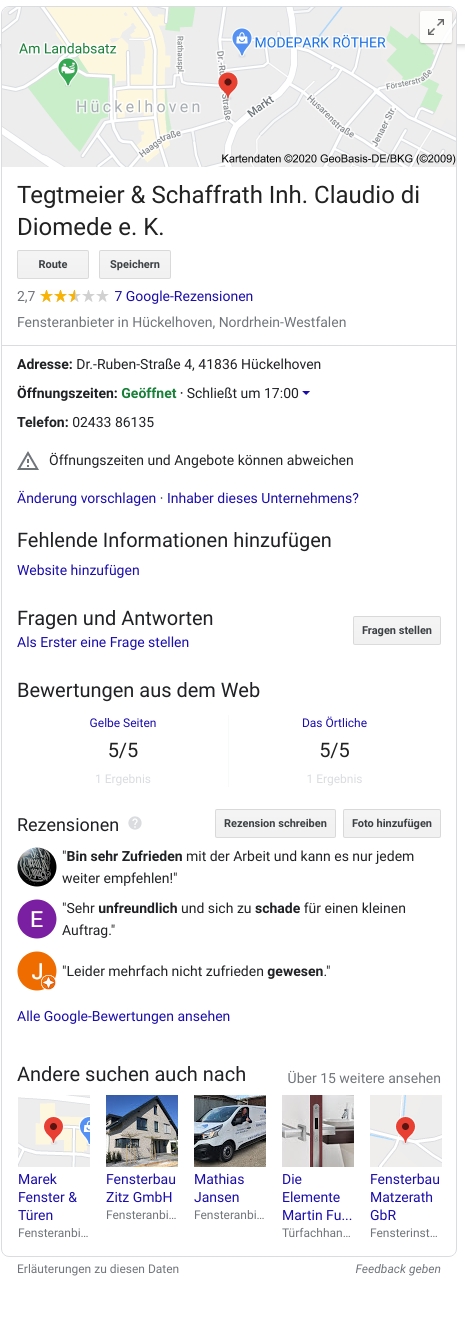 Am Landabsatz
Rathauspl.
MODEPARK RÖTHER
Dr.-Ru
Straße
Hückelhoven
Markt
Försterstraße
Husarenstraße
Jenaer Str.
Haagstraße
Kartendaten ©2020 GeoBasis-DE/BKG (©2009)
Tegtmeier & Schaffrath Inh. Claudio di
Diomede e. K.
Route Speichern
2,7 7 Google-Rezensionen
Fensteranbieter in Hückelhoven, Nordrhein-Westfalen
Adresse: Dr.-Ruben-Straße 4, 41836 Hückelhoven
Öffnungszeiten: Geöffnet · Schließt um 17:00
Telefon: 02433 86135
Öffnungszeiten und Angebote können abweichen
Änderung vorschlagen · Inhaber dieses Unternehmens?
Fehlende Informationen hinzufügen
Website hinzufügen
Fragen und Antworten
Als Erster eine Frage stellen
Fragen stellen
Bewertungen aus dem Web
Gelbe Seiten Das Örtliche
5/5 5/5
1 Ergebnis 1 Ergebnis
Rezensionen ? Rezension schreiben Foto hinzufügen
"Bin sehr Zufrieden mit der Arbeit und kann es nur jedem
weiter empfehlen!"
E
"Sehr unfreundlich und sich zu schade für einen kleinen
Auftrag."
J
"Leider mehrfach nicht zufrieden gewesen."
Alle Google-Bewertungen ansehen
Andere suchen auch nach Über 15 weitere ansehen
Marek
Fenster &
Türen
Fensteranbi...
Fensterbau
Zitz GmbH
Fensteranbi...
Mathias
Jansen
Fensteranbi...
Die
Elemente
Martin Fu...
Türfachhan...
Fensterbau
Matzerath
GbR
Fensterinst...
Erläuterungen zu diesen Daten Feedback geben